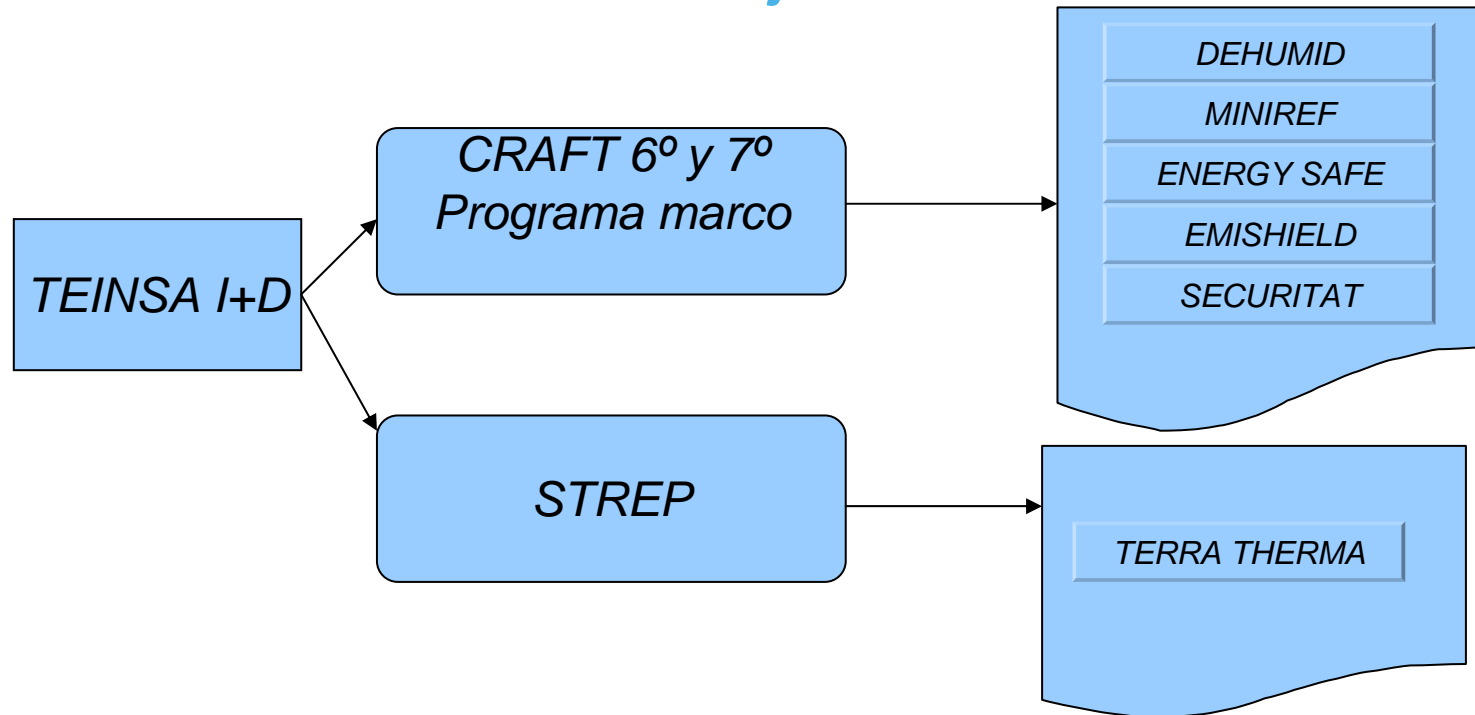 TEINSA I+D
CRAFT 6º y 7º
Programa marco
STREP
DEHUMID
MINIREF
ENERGY SAFE
EMISHIELD
SECURITAT
TERRA THERMA